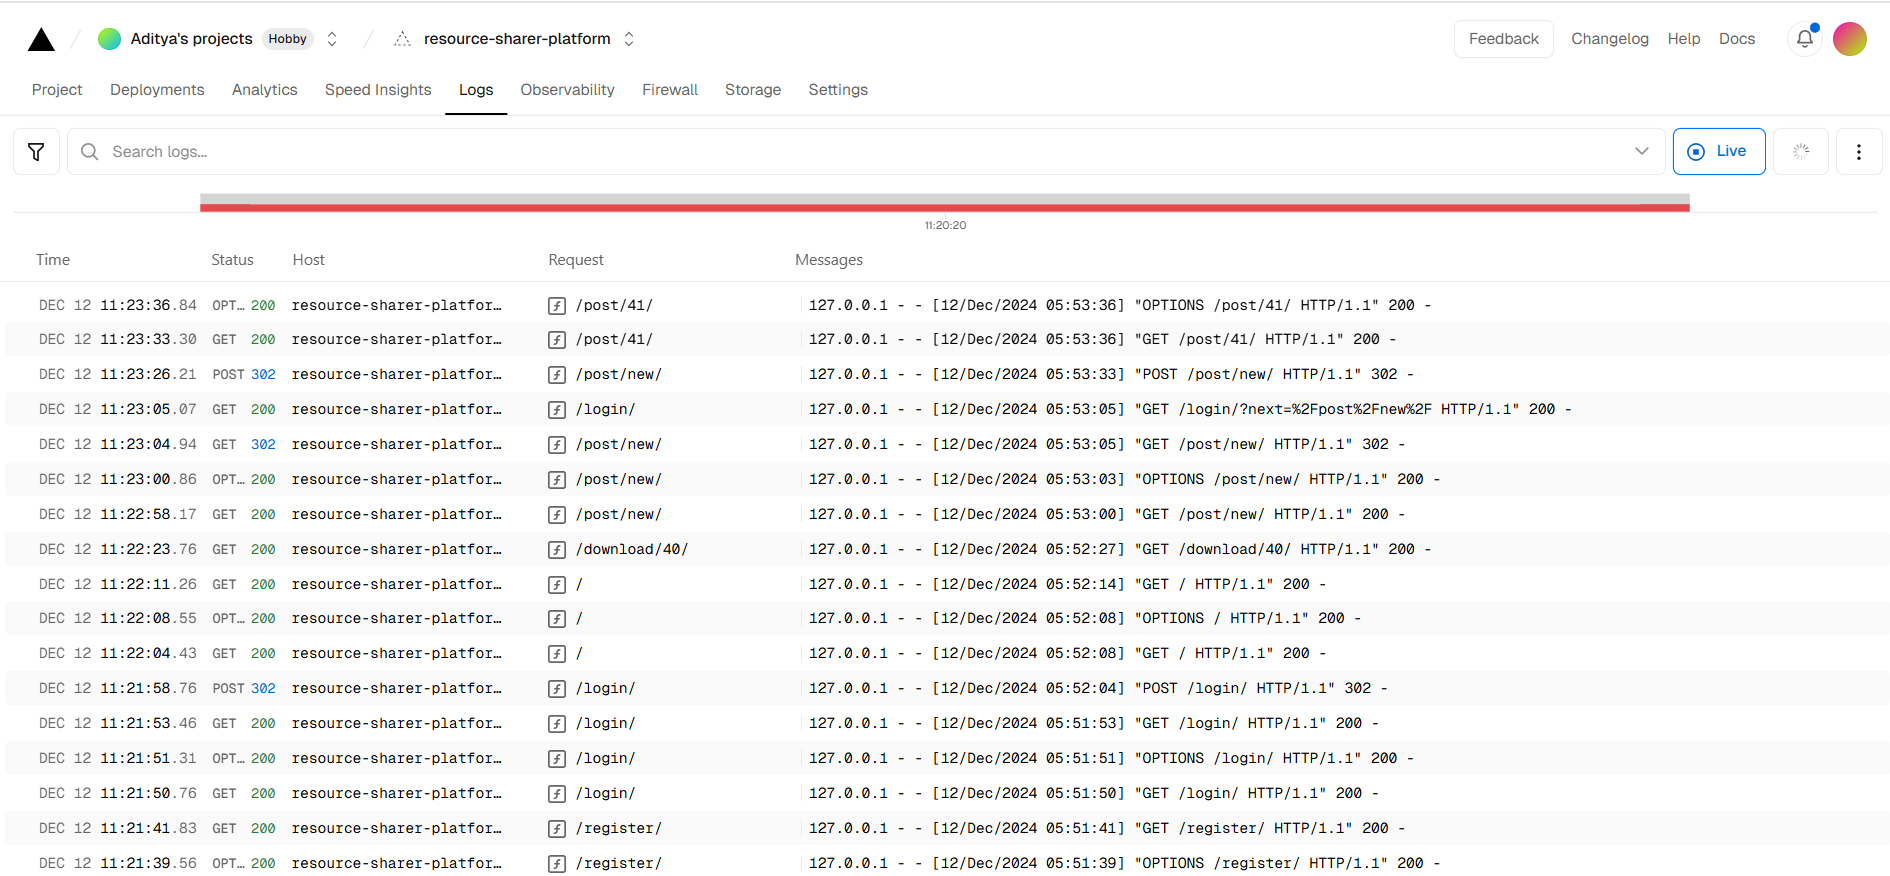 Aditya's projects Hobby resource-sharer-platform Feedback Changelog Help Docs
Project Deployments Analytics Speed Insights Logs Observability Firewall Storage Settings
Search logs... Live
11:20:20
Time Status Host Request Messages
DEC 12 11:23:36.84 OPT… 200 resource-sharer-platfor… /post/41/ 127.0.0.1 - - [12/Dec/2024 05:53:36] "OPTIONS /post/41/ HTTP/1.1" 200 -
DEC 12 11:23:33.30 GET 200 resource-sharer-platfor… /post/41/ 127.0.0.1 - - [12/Dec/2024 05:53:36] "GET /post/41/ HTTP/1.1" 200 -
DEC 12 11:23:26.21 POST 302 resource-sharer-platfor… /post/new/ 127.0.0.1 - - [12/Dec/2024 05:53:33] "POST /post/new/ HTTP/1.1" 302 -
DEC 12 11:23:05.07 GET 200 resource-sharer-platfor… /login/ 127.0.0.1 - - [12/Dec/2024 05:53:05] "GET /login/?next=%2Fpost%2Fnew%2F HTTP/1.1" 200 -
DEC 12 11:23:04.94 GET 302 resource-sharer-platfor… /post/new/ 127.0.0.1 - - [12/Dec/2024 05:53:05] "GET /post/new/ HTTP/1.1" 302 -
DEC 12 11:23:00.86 OPT… 200 resource-sharer-platfor… /post/new/ 127.0.0.1 - - [12/Dec/2024 05:53:03] "OPTIONS /post/new/ HTTP/1.1" 200 -
DEC 12 11:22:58.17 GET 200 resource-sharer-platfor… /post/new/ 127.0.0.1 - - [12/Dec/2024 05:53:00] "GET /post/new/ HTTP/1.1" 200 -
DEC 12 11:22:23.76 GET 200 resource-sharer-platfor… /download/40/ 127.0.0.1 - - [12/Dec/2024 05:52:27] "GET /download/40/ HTTP/1.1" 200 -
DEC 12 11:22:11.26 GET 200 resource-sharer-platfor… / 127.0.0.1 - - [12/Dec/2024 05:52:14] "GET / HTTP/1.1" 200 -
DEC 12 11:22:08.55 OPT… 200 resource-sharer-platfor… / 127.0.0.1 - - [12/Dec/2024 05:52:08] "OPTIONS / HTTP/1.1" 200 -
DEC 12 11:22:04.43 GET 200 resource-sharer-platfor… / 127.0.0.1 - - [12/Dec/2024 05:52:08] "GET / HTTP/1.1" 200 -
DEC 12 11:21:58.76 POST 302 resource-sharer-platfor… /login/ 127.0.0.1 - - [12/Dec/2024 05:52:04] "POST /login/ HTTP/1.1" 302 -
DEC 12 11:21:53.46 GET 200 resource-sharer-platfor… /login/ 127.0.0.1 - - [12/Dec/2024 05:51:53] "GET /login/ HTTP/1.1" 200 -
DEC 12 11:21:51.31 OPT… 200 resource-sharer-platfor… /login/ 127.0.0.1 - - [12/Dec/2024 05:51:51] "OPTIONS /login/ HTTP/1.1" 200 -
DEC 12 11:21:50.76 GET 200 resource-sharer-platfor… /login/ 127.0.0.1 - - [12/Dec/2024 05:51:50] "GET /login/ HTTP/1.1" 200 -
DEC 12 11:21:41.83 GET 200 resource-sharer-platfor… /register/ 127.0.0.1 - - [12/Dec/2024 05:51:41] "GET /register/ HTTP/1.1" 200 -
DEC 12 11:21:39.56 OPT… 200 resource-sharer-platfor… /register/ 127.0.0.1 - - [12/Dec/2024 05:51:39] "OPTIONS /register/ HTTP/1.1" 200 -